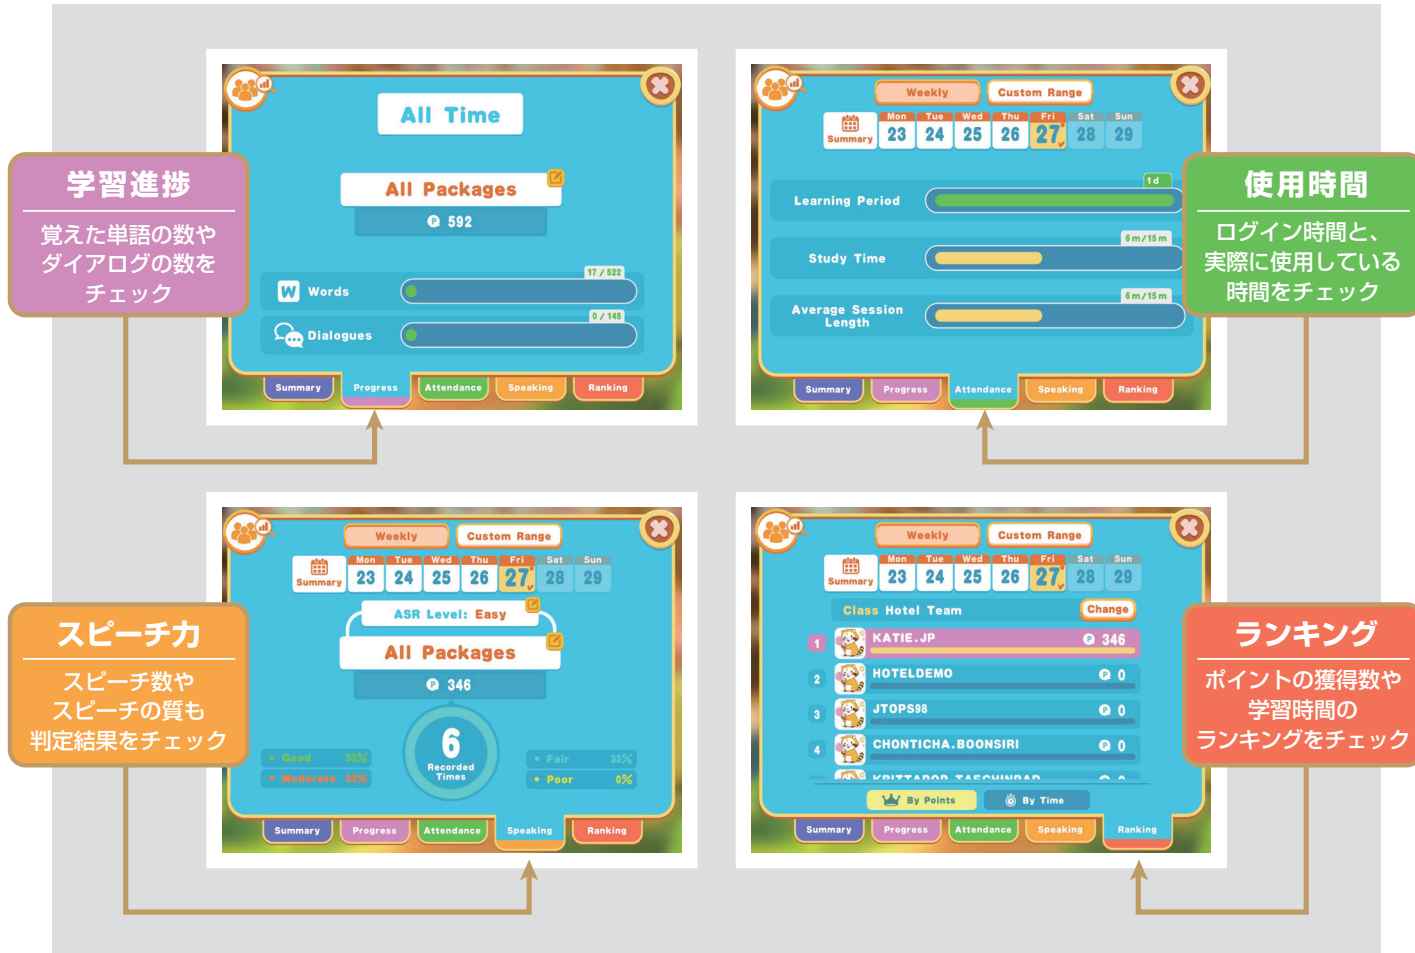 All Time
All Packages
P 592
17 / 522
W Words
0 / 145
Dialogues
Summary Progress Attendance Speaking Ranking
学習進捗
覚えた単語の数や
ダイアログの数を
チェック
Weekly Custom Range
Summary
Mon Tue Wed Thu Fri Sat Sun
23 24 25 26 27 28 29
1 d
Learning Period
6 m / 15 m
Study Time
6 m / 15 m
Average Session
Length
Summary Progress Attendance Speaking Ranking
使用時間
ログイン時間と、
実際に使用している
時間をチェック
Weekly Custom Range
Summary
Mon Tue Wed Thu Fri Sat Sun
23 24 25 26 27 28 29
ASR Level: Easy
All Packages
P 346
6
Recorded
Times
Good 33%
Moderate 33%
Fair 33%
Poor 0%
Summary Progress Attendance Speaking Ranking
スピーチ力
スピーチ数や
スピーチの質も
判定結果をチェック
Weekly Custom Range
Summary
Mon Tue Wed Thu Fri Sat Sun
23 24 25 26 27 28 29
Class Hotel Team Change
1 KATIE.JP P 346
2 HOTELDEMO P 0
3 JTOPS98 P 0
4 CHONTICHA.BOONSIRI P 0
By Points By Time
Summary Progress Attendance Speaking Ranking
ランキング
ポイントの獲得数や
学習時間の
ランキングをチェック